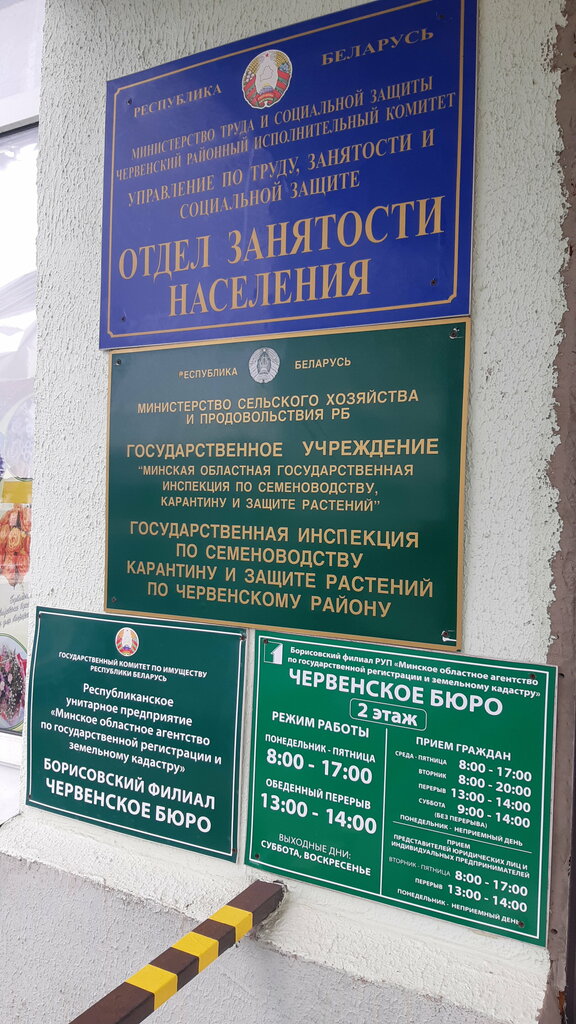 РЕСПУБЛИКА БЕЛАРУСЬ
МИНИСТЕРСТВО ТРУДА И СОЦИАЛЬНОЙ ЗАЩИТЫ
ЧЕРВЕНСКИЙ РАЙОННЫЙ ИСПОЛНИТЕЛЬНЫЙ КОМИТЕТ
УПРАВЛЕНИЕ ПО ТРУДУ, ЗАНЯТОСТИ И
СОЦИАЛЬНОЙ ЗАЩИТЕ
ОТДЕЛ ЗАНЯТОСТИ
НАСЕЛЕНИЯ
РЕСПУБЛИКА БЕЛАРУСЬ
МИНИСТЕРСТВО СЕЛЬСКОГО ХОЗЯЙСТВА
И ПРОДОВОЛЬСТВИЯ РБ
ГОСУДАРСТВЕННОЕ УЧРЕЖДЕНИЕ
"МИНСКАЯ ОБЛАСТНАЯ ГОСУДАРСТВЕННАЯ
ИНСПЕКЦИЯ ПО СЕМЕНОВОДСТВУ,
КАРАНТИНУ И ЗАЩИТЕ РАСТЕНИЙ"
ГОСУДАРСТВЕННАЯ ИНСПЕКЦИЯ
ПО СЕМЕНОВОДСТВУ
КАРАНТИНУ И ЗАЩИТЕ РАСТЕНИЙ
ПО ЧЕРВЕНСКОМУ РАЙОНУ
ГОСУДАРСТВЕННЫЙ КОМИТЕТ ПО ИМУЩЕСТВУ
РЕСПУБЛИКИ БЕЛАРУСЬ
Республиканское
унитарное предприятие
«Минское областное агентство
по государственной регистрации и
земельному кадастру»
БОРИСОВСКИЙ ФИЛИАЛ
ЧЕРВЕНСКОЕ БЮРО
1 Борисовский филиал РУП «Минское областное агентство
по государственной регистрации и земельному кадастру»
ЧЕРВЕНСКОЕ БЮРО
2 этаж
РЕЖИМ РАБОТЫ
ПОНЕДЕЛЬНИК - ПЯТНИЦА
8:00 - 17:00
ОБЕДЕННЫЙ ПЕРЕРЫВ
13:00 - 14:00
ВЫХОДНЫЕ ДНИ:
СУББОТА, ВОСКРЕСЕНЬЕ
ПРИЕМ ГРАЖДАН
СРЕДА - ПЯТНИЦА 8:00 - 17:00
ВТОРНИК 8:00 - 20:00
ПЕРЕРЫВ 13:00 - 14:00
СУББОТА 9:00 - 14:00
(БЕЗ ПЕРЕРЫВА)
ПОНЕДЕЛЬНИК - НЕПРИЕМНЫЙ ДЕНЬ
ПРИЕМ
ПРЕДСТАВИТЕЛЕЙ ЮРИДИЧЕСКИХ ЛИЦ И
ИНДИВИДУАЛЬНЫХ ПРЕДПРИНИМАТЕЛЕЙ
ВТОРНИК - ПЯТНИЦА 8:00 - 17:00
ПЕРЕРЫВ 13:00 - 14:00
ПОНЕДЕЛЬНИК - НЕПРИЕМНЫЙ ДЕНЬ